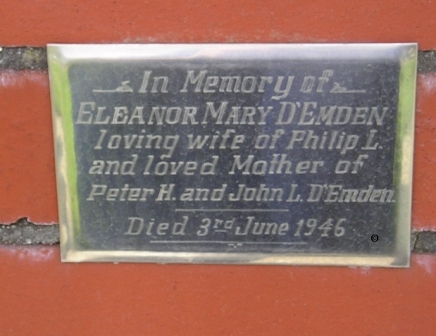 In Memory of
ELEANOR MARY D'EMDEN
loving wife of Philip L.
and loved Mother of
Peter H. and John L. D'Emden.
Died 3rd June 1946